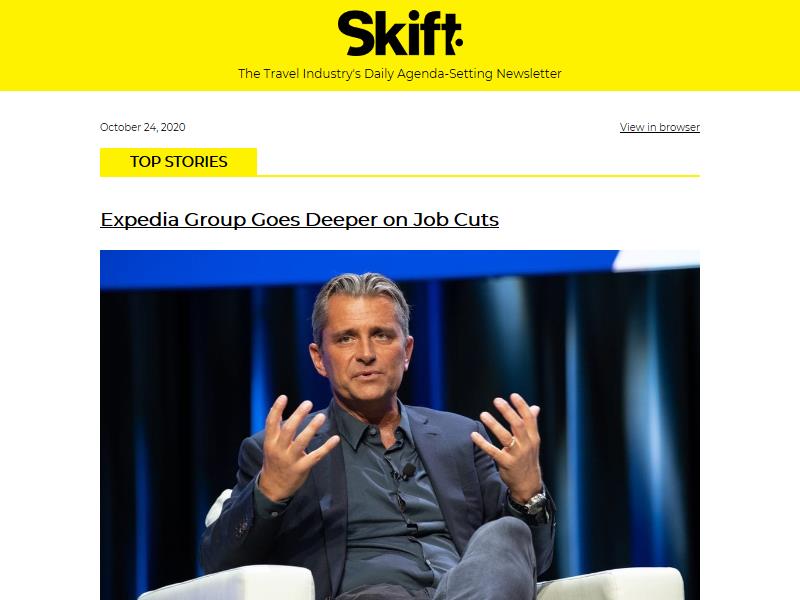 Skift
The Travel Industry's Daily Agenda-Setting Newsletter
October 24, 2020
View in browser
TOP STORIES
Expedia Group Goes Deeper on Job Cuts